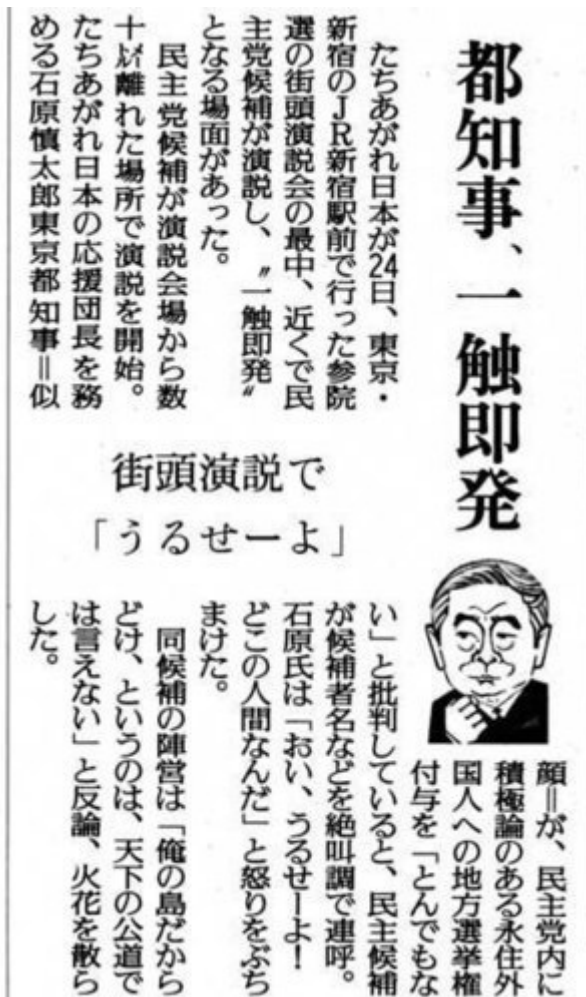 都知事、一触即発
街頭演説で
「うるせーよ」
たちあがれ日本が24日、東京・
新宿のJR新宿駅前で行った参院
選の街頭演説会の最中、近くで民
主党候補が演説し、〝一触即発〟
となる場面があった。
民主党候補が演説会場から数
十㍍離れた場所で演説を開始。
たちあがれ日本の応援団長を務
める石原慎太郎東京都知事＝似
顔＝が、民主党内に
積極論のある永住外
国人への地方選挙権
付与を「とんでもな
い」と批判していると、民主候補
が候補者名などを絶叫調で連呼。
石原氏は「おい、うるせーよ！
どこの人間なんだ」と怒りをぶち
まけた。
同候補の陣営は「俺の島だから
どけ、というのは、天下の公道で
は言えない」と反論、火花を散ら
した。